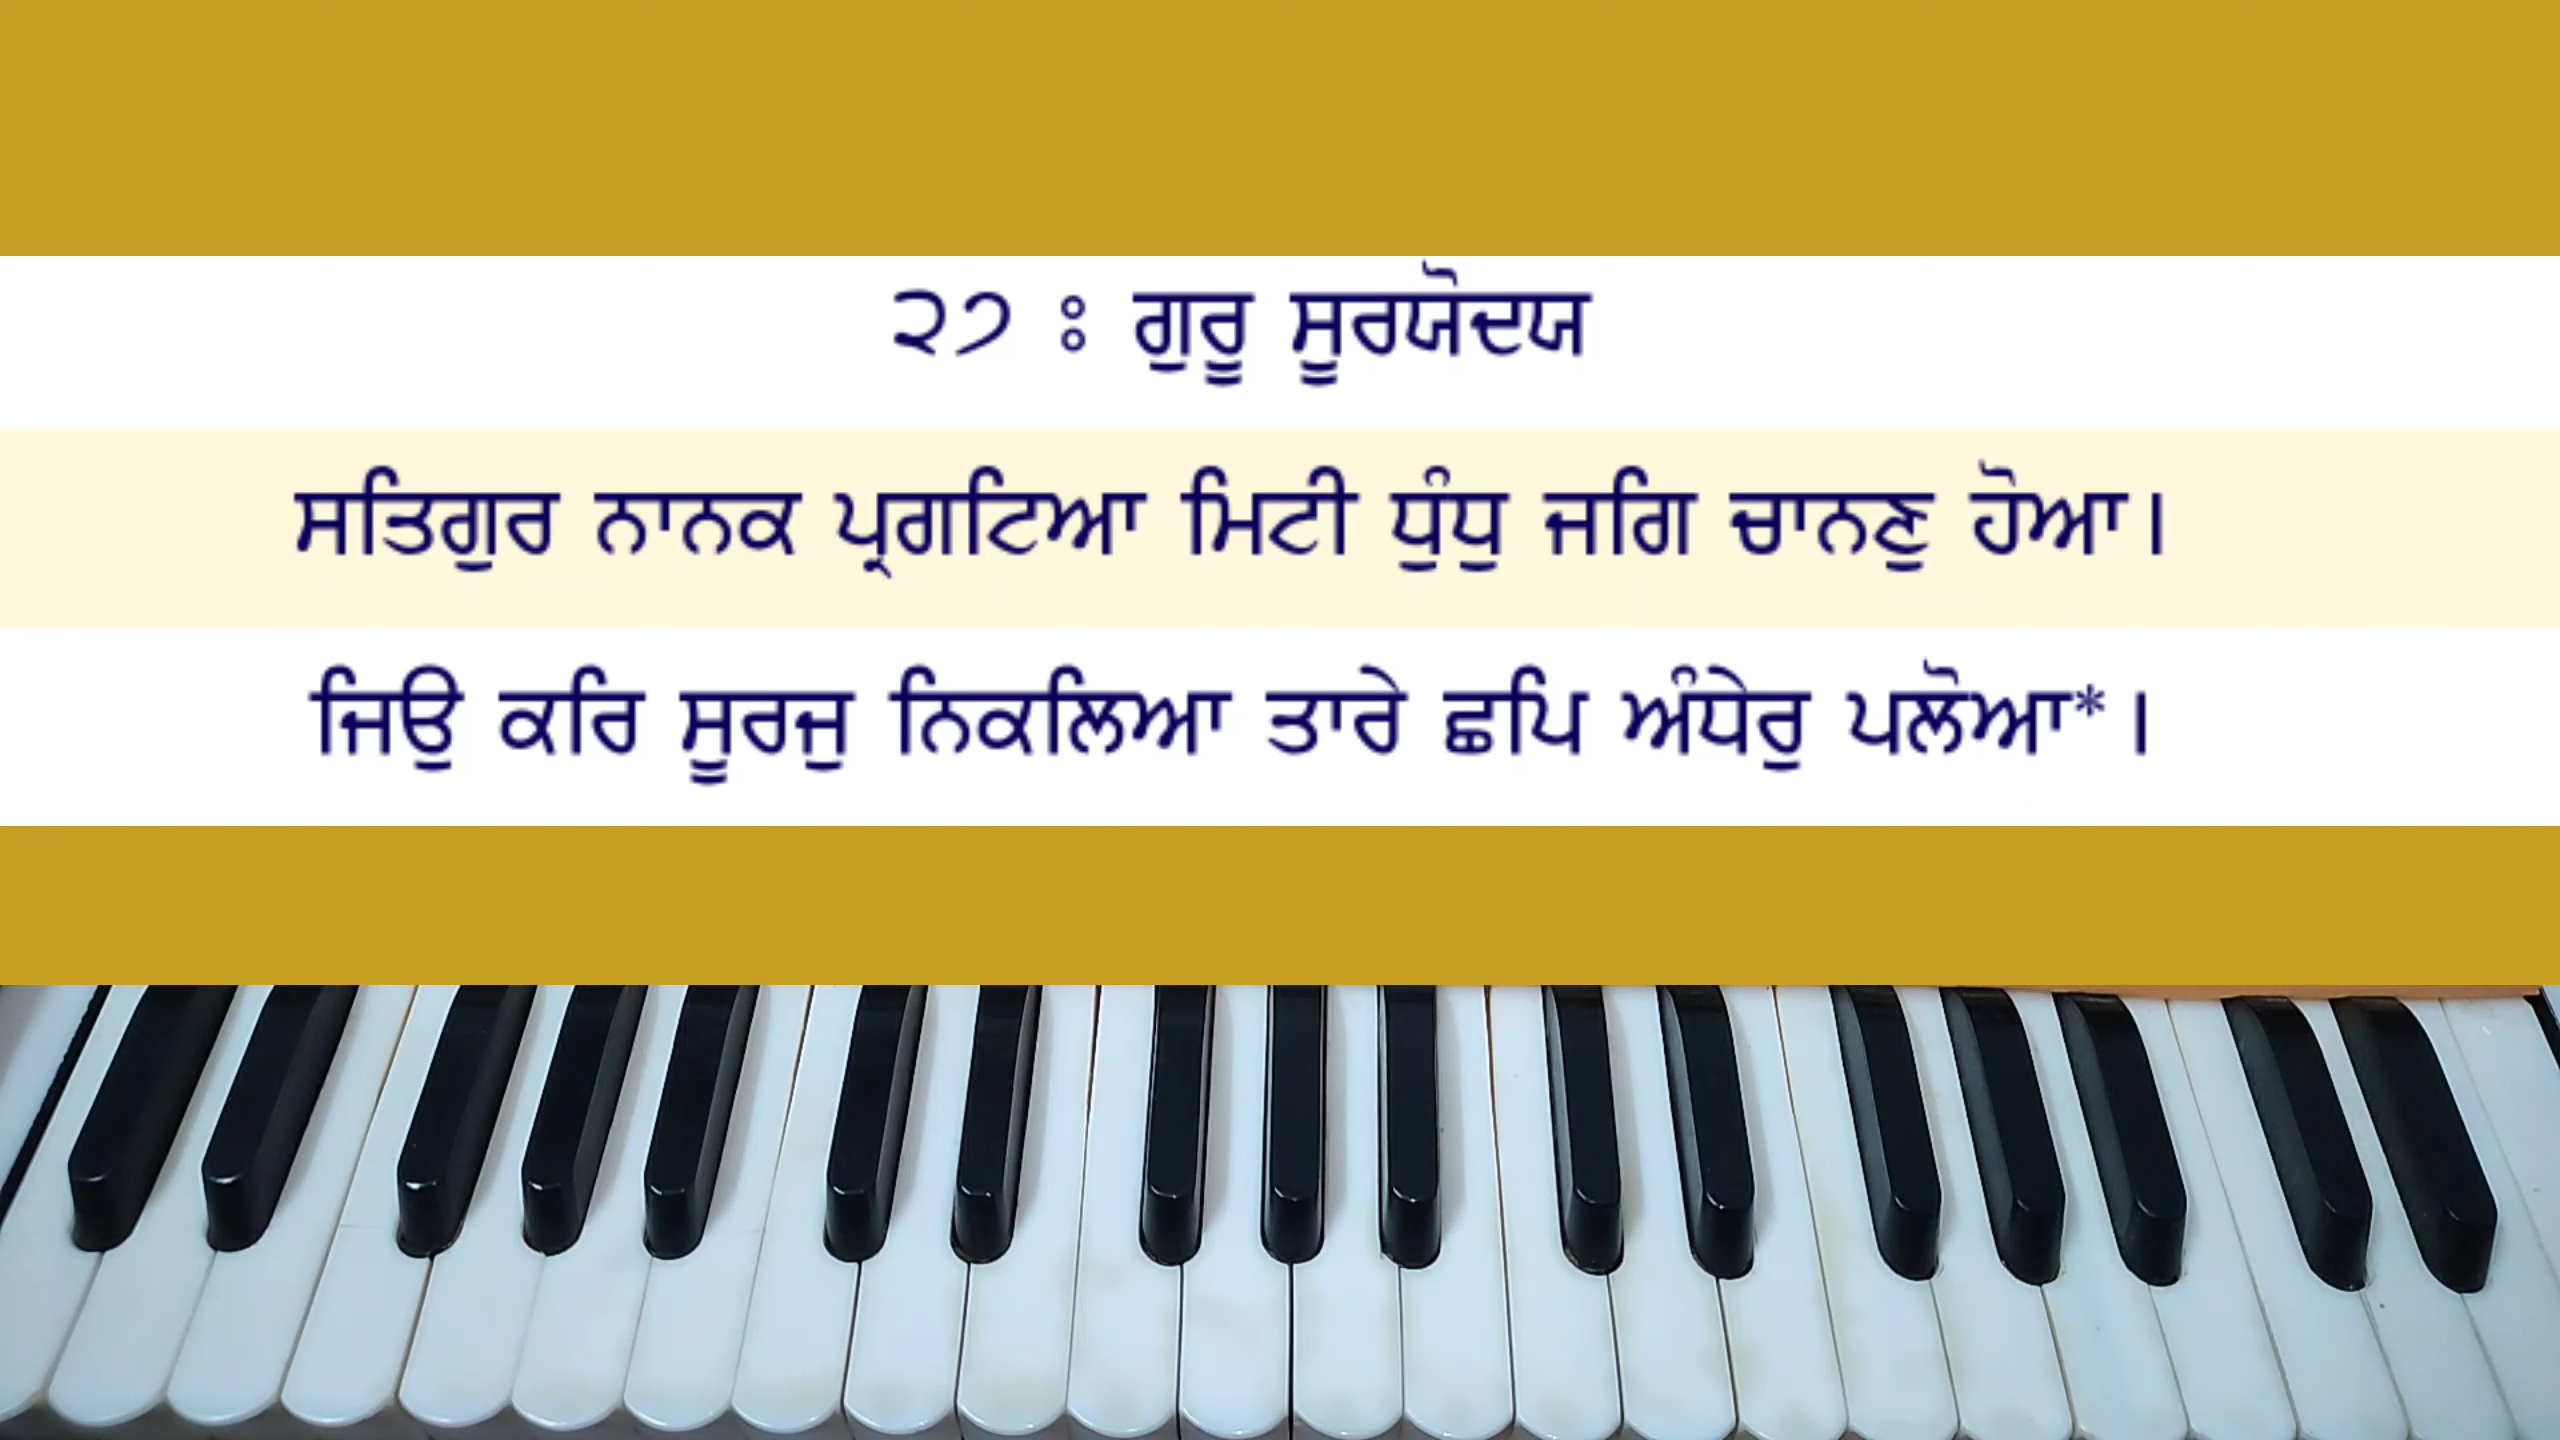 ੨੭ : ਗੁਰੂ ਸੂਰਯੋਦਯ
ਸਤਿਗੁਰ ਨਾਨਕ ਪ੍ਰਗਟਿਆ ਮਿਟੀ ਧੁੰਧੁ ਜਗਿ ਚਾਨਣੁ ਹੋਆ।
ਜਿਉ ਕਰਿ ਸੂਰਜੁ ਨਿਕਲਿਆ ਤਾਰੇ ਛਪਿ ਅੰਧੇਰੁ ਪਲੋਆ*।